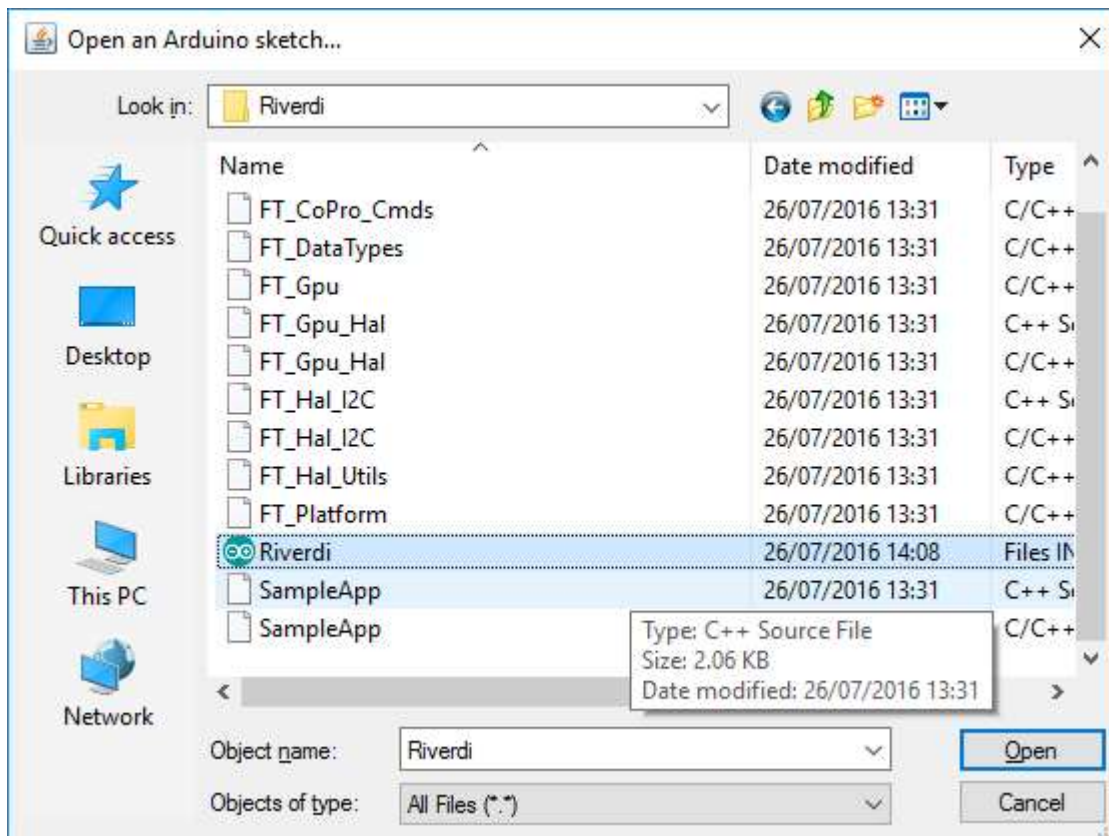 Open an Arduino sketch...
Look in: Riverdi
Name Date modified Type
FT_CoPro_Cmds 26/07/2016 13:31 C/C++
FT_DataTypes 26/07/2016 13:31 C/C++
FT_Gpu 26/07/2016 13:31 C/C++
FT_Gpu_Hal 26/07/2016 13:31 C++
FT_Gpu_Hal 26/07/2016 13:31 C/C++
FT_Hal_I2C 26/07/2016 13:31 C++
FT_Hal_I2C 26/07/2016 13:31 C/C++
FT_Hal_Utils 26/07/2016 13:31 C/C++
FT_Platform 26/07/2016 13:31 C/C++
Riverdi 26/07/2016 14:08 Files
SampleApp 26/07/2016 13:31 C++
SampleApp C/C++
Type: C++ Source File
Size: 2.06 KB
Date modified: 26/07/2016 13:31
Quick access
Desktop
Libraries
This PC
Network
Object name: Riverdi Open
Objects of type: All Files (*.*) Cancel